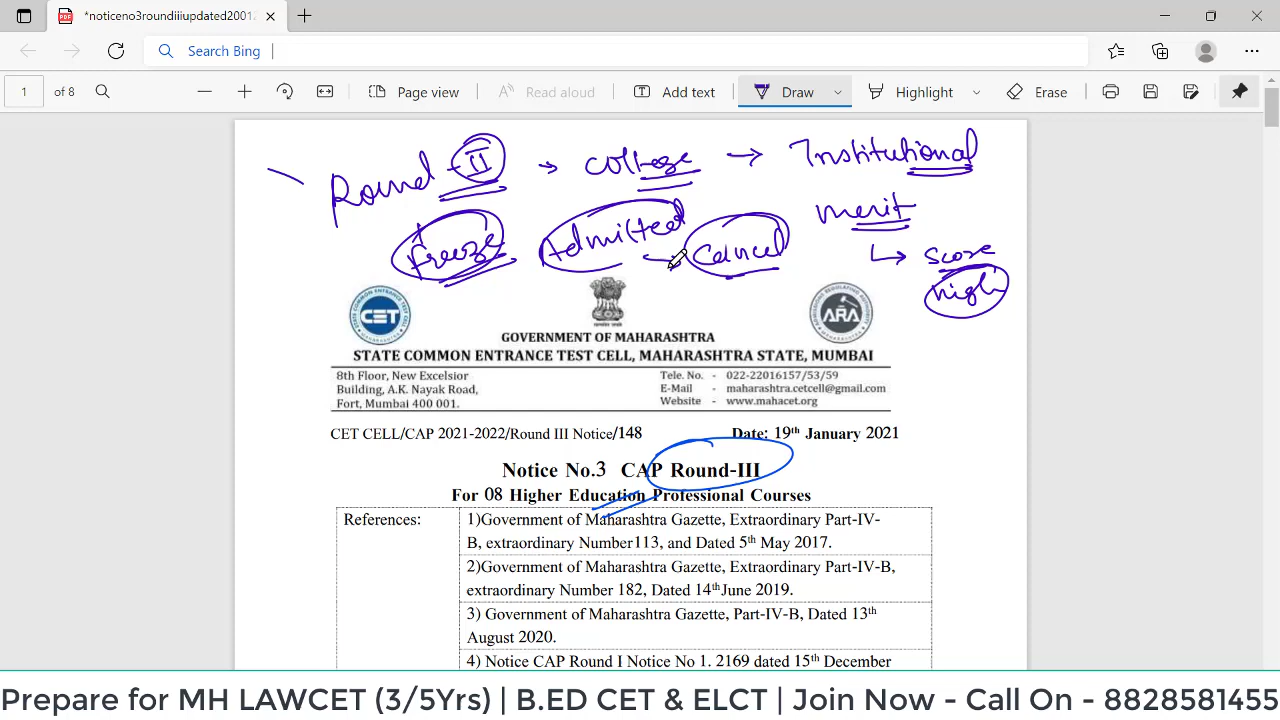 *noticeno3roundiiiupdated20012
Search Bing
1 of 8
Page view
Read aloud
Add text
Draw
Highlight
Erase
Round - II → college → Institutional
Freeze Admitted → Cancel merit
↳ score
high
CET
ARA
GOVERNMENT OF MAHARASHTRA
STATE COMMON ENTRANCE TEST CELL, MAHARASHTRA STATE, MUMBAI
8th Floor, New Excelsior
Building, A.K. Nayak Road,
Fort, Mumbai 400 001.
Tele. No. - 022-22016157/53/59
E-Mail - maharashtra.cetcell@gmail.com
Website - www.mahacet.org
CET CELL/CAP 2021-2022/Round III Notice/148 Date: 19th January 2021
Notice No.3 CAP Round-III
For 08 Higher Education Professional Courses
References:
1)Government of Maharashtra Gazette, Extraordinary Part-IV-
B, extraordinary Number113, and Dated 5th May 2017.
2)Government of Maharashtra Gazette, Extraordinary Part-IV-B,
extraordinary Number 182, Dated 14thJune 2019.
3) Government of Maharashtra Gazette, Part-IV-B, Dated 13th
August 2020.
4) Notice CAP Round I Notice No 1. 2169 dated 15th December
Prepare for MH LAWCET (3/5Yrs) | B.ED CET & ELCT | Join Now - Call On - 8828581455